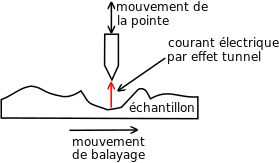 mouvement de
la pointe
courant électrique
par effet tunnel
échantillon
mouvement
de balayage